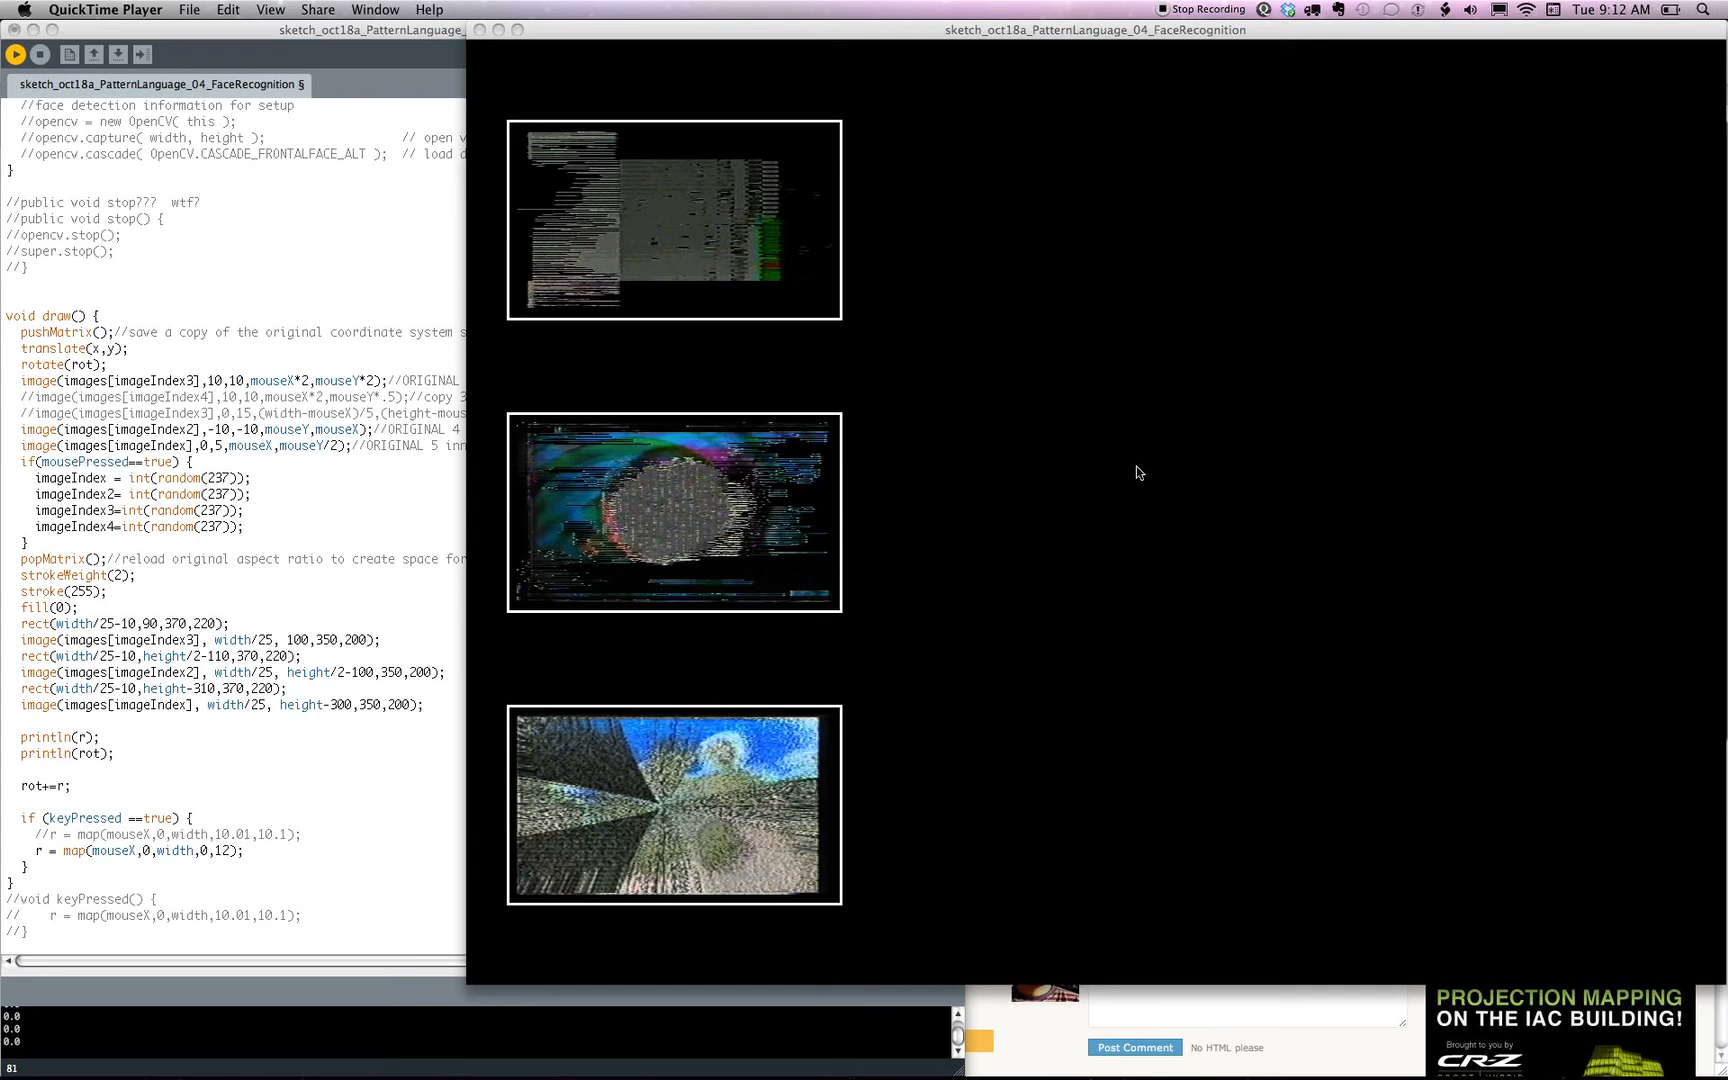 QuickTime Player File Edit View Share Window Help Stop Recording Tue 9:12 AM
sketch_oct18a_PatternLanguage_
sketch_oct18a_PatternLanguage_04_FaceRecognition
sketch_oct18a_PatternLanguage_04_FaceRecognition §
//face detection information for setup
//opencv = new OpenCV( this );
//opencv.capture( width, height ); // open v
//opencv.cascade( OpenCV.CASCADE_FRONTALFACE_ALT ); // load d
}
//public void stop??? wtf?
//public void stop() {
//opencv.stop();
//super.stop();
//}
void draw() {
pushMatrix();//save a copy of the original coordinate system s
translate(x,y);
rotate(rot);
image(images[imageIndex3],10,10,mouseX*2,mouseY*2);//ORIGINAL
//image(images[imageIndex4],10,10,mouseX*2,mouseY*.5);//copy 3
//image(images[imageIndex3],0,15,(width-mouseX)/5,(height-mous
image(images[imageIndex2],-10,-10,mouseY,mouseX);//ORIGINAL 4
image(images[imageIndex],0,5,mouseX,mouseY/2);//ORIGINAL 5 inn
if(mousePressed==true) {
imageIndex = int(random(237));
imageIndex2= int(random(237));
imageIndex3=int(random(237));
imageIndex4=int(random(237));
}
popMatrix();//reload original aspect ratio to create space for
strokeWeight(2);
stroke(255);
fill(0);
rect(width/25-10,90,370,220);
image(images[imageIndex3], width/25, 100,350,200);
rect(width/25-10,height/2-110,370,220);
image(images[imageIndex2], width/25, height/2-100,350,200);
rect(width/25-10,height-310,370,220);
image(images[imageIndex], width/25, height-300,350,200);
println(r);
println(rot);
rot+=r;
if (keyPressed ==true) {
//r = map(mouseX,0,width,10.01,10.1);
r = map(mouseX,0,width,0,12);
}
}
//void keyPressed() {
// r = map(mouseX,0,width,10.01,10.1);
//}
0.0
0.0
0.0
81
Post Comment No HTML please
PROJECTION MAPPING
ON THE IAC BUILDING!
Brought to you by
CR-Z